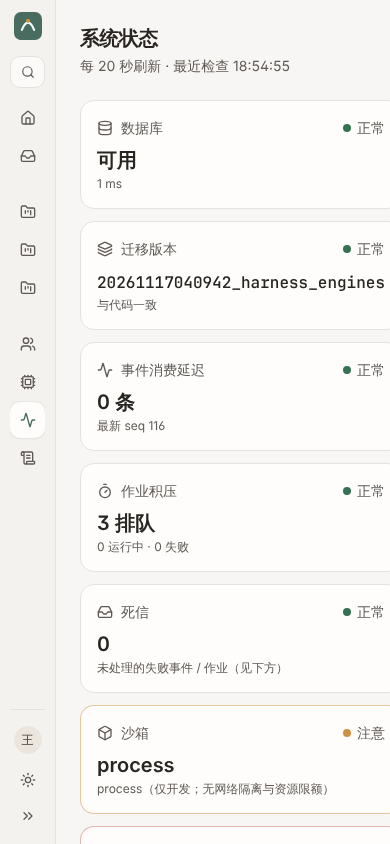 系统状态
每 20 秒刷新 · 最近检查 18:54:55
数据库 正常
可用
1 ms
迁移版本 正常
20261117040942_harness_engines
与代码一致
事件消费延迟 正常
0 条
最新 seq 116
作业积压 正常
3 排队
0 运行中 · 0 失败
死信 正常
0
未处理的失败事件 / 作业（见下方）
沙箱 注意
process
process（仅开发；无网络隔离与资源限额）
王